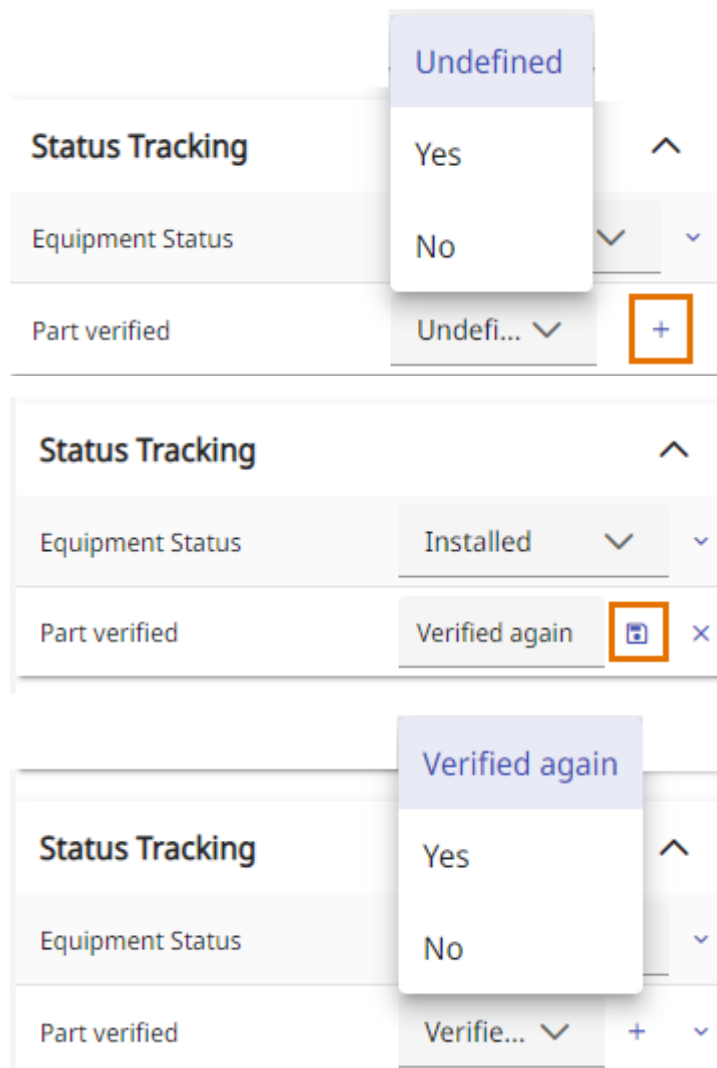 Undefined
Status Tracking
Yes
Equipment Status
No
Part verified Undefi...
Status Tracking
Equipment Status Installed
Part verified Verified again
Verified again
Status Tracking
Yes
Equipment Status
No
Part verified Verifie...